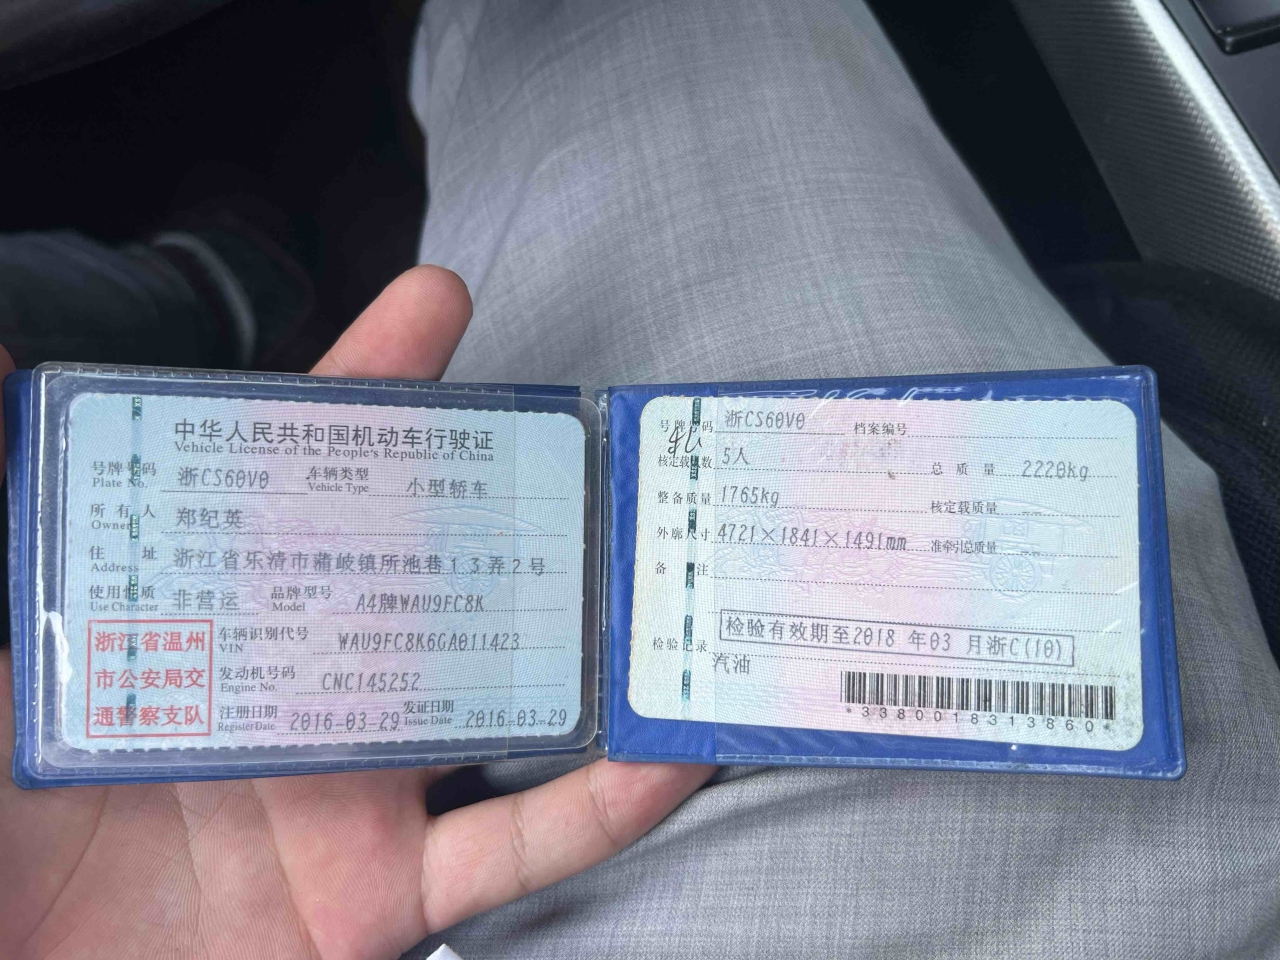 中华人民共和国机动车行驶证
Vehicle License of the People's Republic of China
号牌号码 Plate No. 浙CS60V0 车辆类型 Vehicle Type 小型轿车
所有人 Owner 郑纪英
住址 Address 浙江省乐清市蒲岐镇所池巷13弄2号
使用性质 Use Character 非营运 品牌型号 Model A4牌WAU9FC8K
浙江省温州
市公安局交
通警察支队
车辆识别代号 VIN WAU9FC8K6GA011423
发动机号码 Engine No. CNC145252
注册日期 Register Date 2016-03-29 发证日期 Issue Date 2016-03-29
号牌号码 浙CS60V0 档案编号
核定载人数 5人 总质量 2220kg
整备质量 1765kg 核定载质量 --
外廓尺寸 4721×1841×1491mm 准牵引总质量 --
备注
检验记录 检验有效期至2018年03月浙C(10)
汽油
*3380018313860*